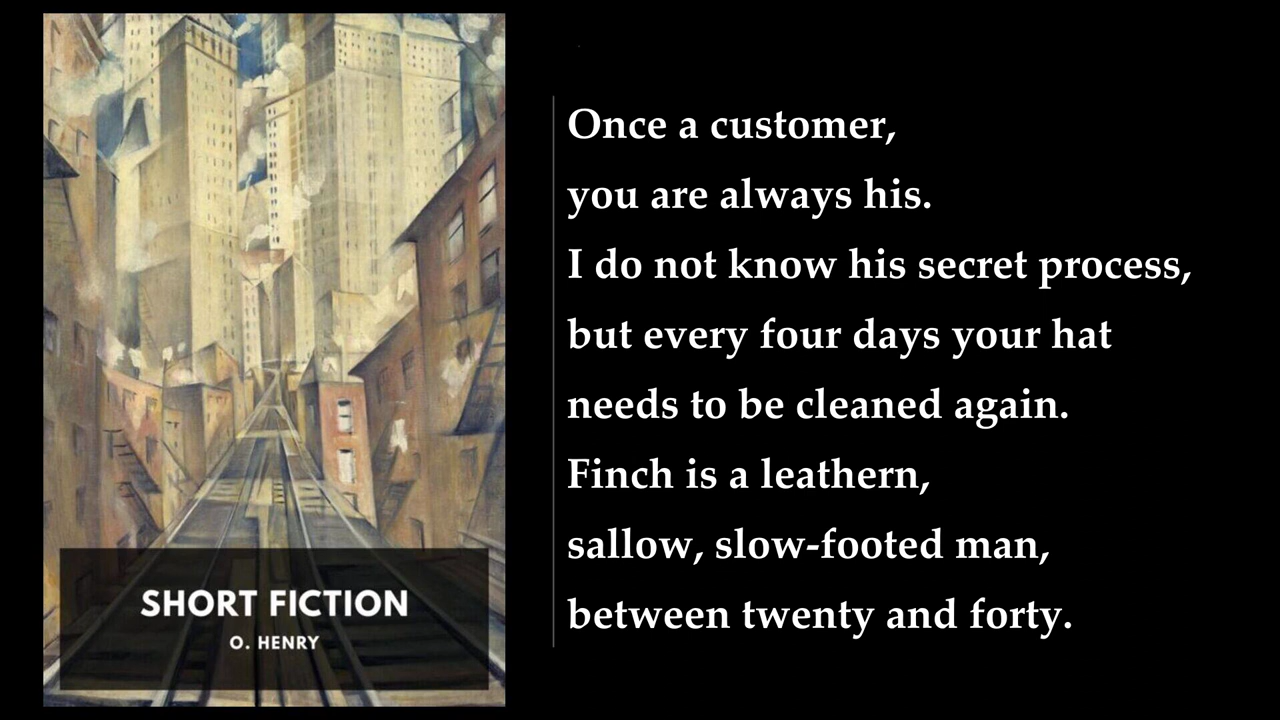 Once a customer,
you are always his.
I do not know his secret process,
but every four days your hat
needs to be cleaned again.
Finch is a leathern,
sallow, slow-footed man,
between twenty and forty.
SHORT FICTION
O. HENRY